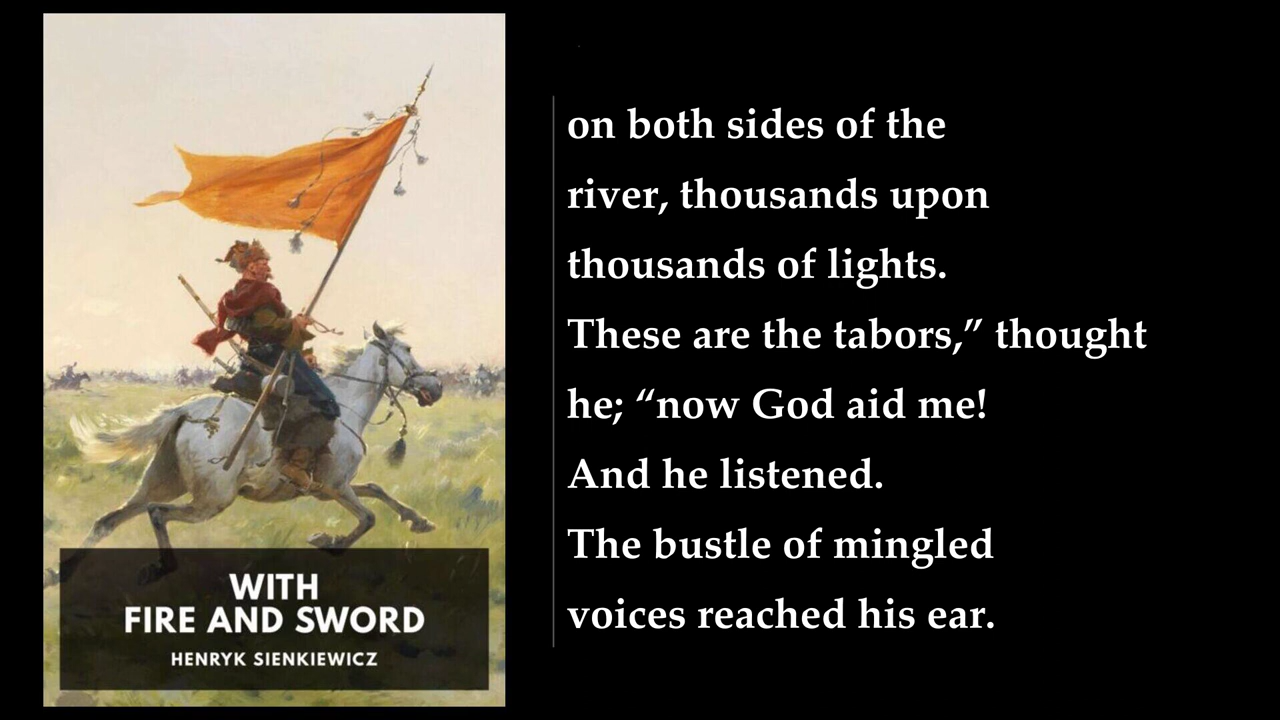 WITH
FIRE AND SWORD
HENRYK SIENKIEWICZ
on both sides of the
river, thousands upon
thousands of lights.
These are the tabors,” thought
he; “now God aid me!
And he listened.
The bustle of mingled
voices reached his ear.